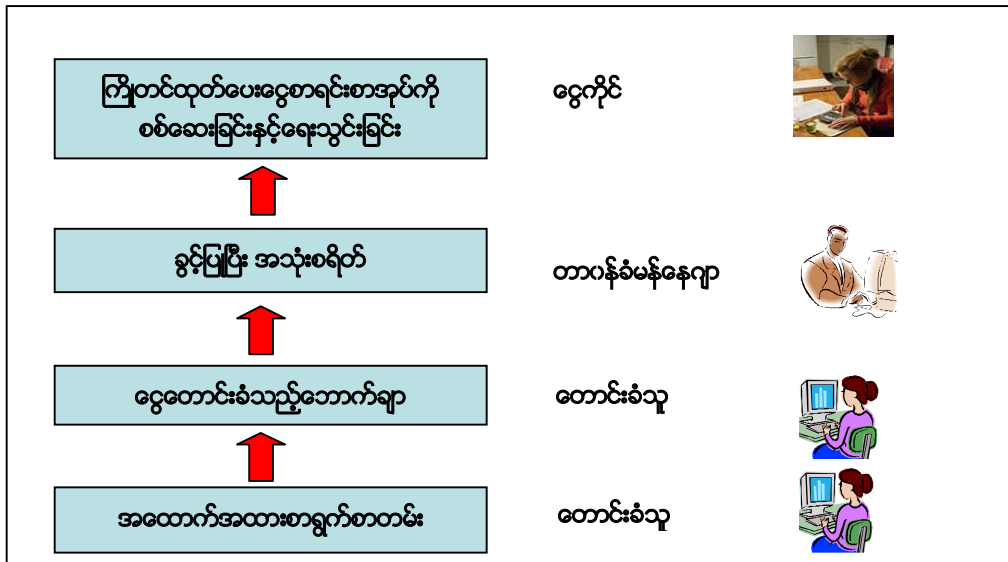 ကြိုတင်ထုတ်ပေးငွေစာရင်းစာအုပ်ကို
စစ်ဆေးခြင်းနှင့်ရေးသွင်းခြင်း
ငွေကိုင်
ခွင့်ပြုပြီး အသုံးစရိတ်
တာဝန်ခံမန်နေဂျာ
ငွေတောင်းခံသည့်ဘောက်ချာ
တောင်းခံသူ
အထောက်အထားစာရွက်စာတမ်း
တောင်းခံသူ